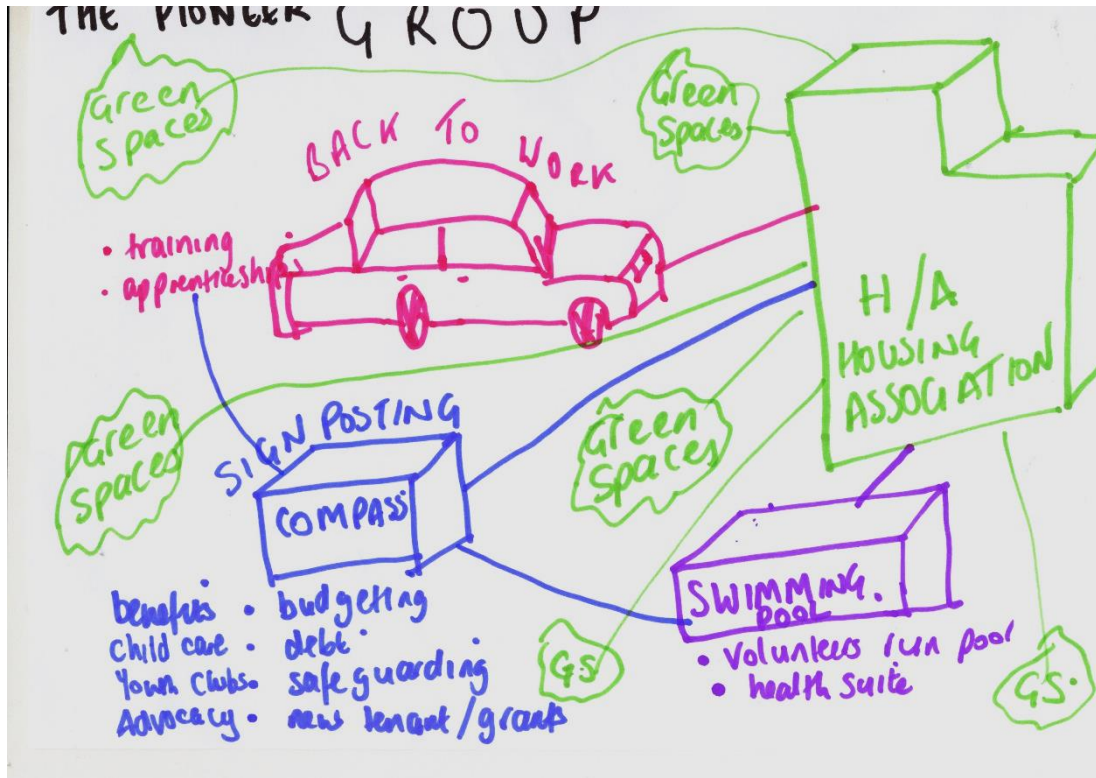 THE PIONEER GROUP
Green
Spaces
Green
Spaces
BACK TO WORK
• training
• apprenticeships
H/A
HOUSING
ASSOCIATION
Green
Spaces
Green
Spaces
SIGN POSTING
COMPASS
SWIMMING
POOL
• volunteers run pool
• health suite
benefits • budgeting
Child care • debt
Youth Clubs • safeguarding
Advocacy • new tenant/grants
G.S
G.S.